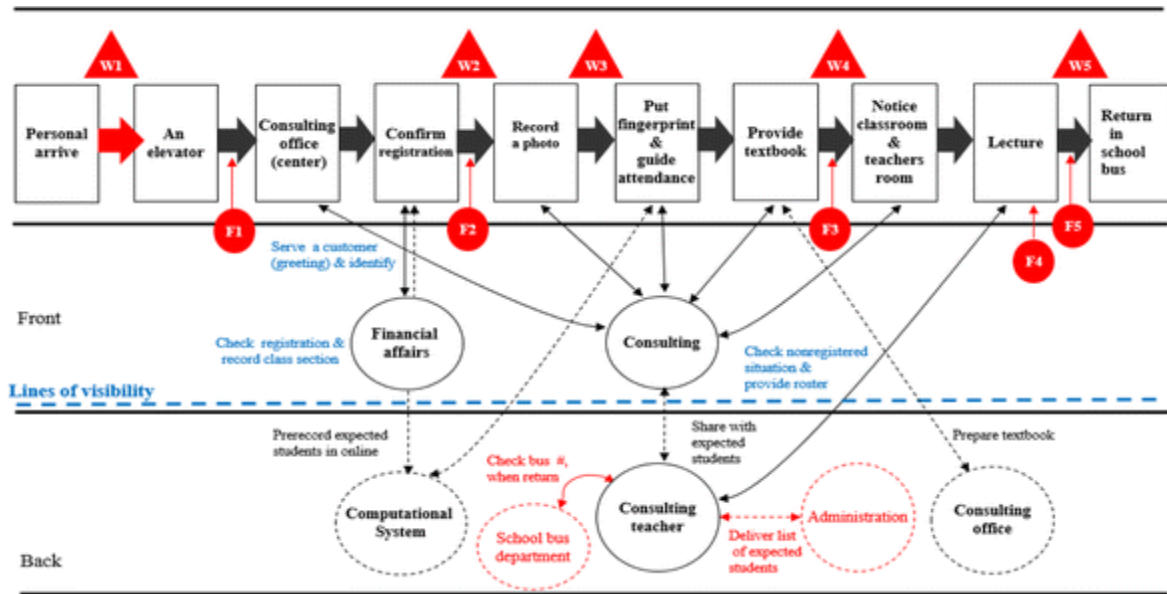 W1
W2
W3
W4
W5
Personal
arrive
An
elevator
Consulting
office
(center)
Confirm
registration
Record
a photo
Put
fingerprint
&
guide
attendance
Provide
textbook
Notice
classroom
&
teachers
room
Lecture
Return
in
school
bus
F1
F2
F3
F4
F5
Serve a customer
(greeting) & identify
Front
Financial
affairs
Consulting
Check registration &
record class section
Check nonregistered
situation &
provide roster
Lines of visibility
Prerecord expected
students in online
Share with
expected
students
Prepare textbook
Check bus #,
when return
Computational
System
School bus
department
Consulting
teacher
Deliver list
of expected
students
Administration
Consulting
office
Back